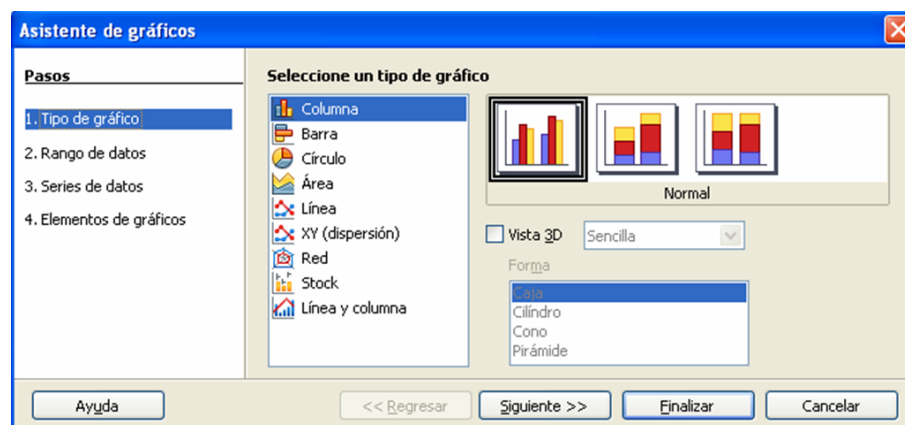 Asistente de gráficos
Pasos
1. Tipo de gráfico
2. Rango de datos
3. Series de datos
4. Elementos de gráficos
Seleccione un tipo de gráfico
Columna
Barra
Círculo
Área
Línea
XY (dispersión)
Red
Stock
Línea y columna
Normal
Vista 3D Sencilla
Forma
Caja
Cilíndro
Cono
Pirámide
Ayuda << Regresar Siguiente >> Finalizar Cancelar